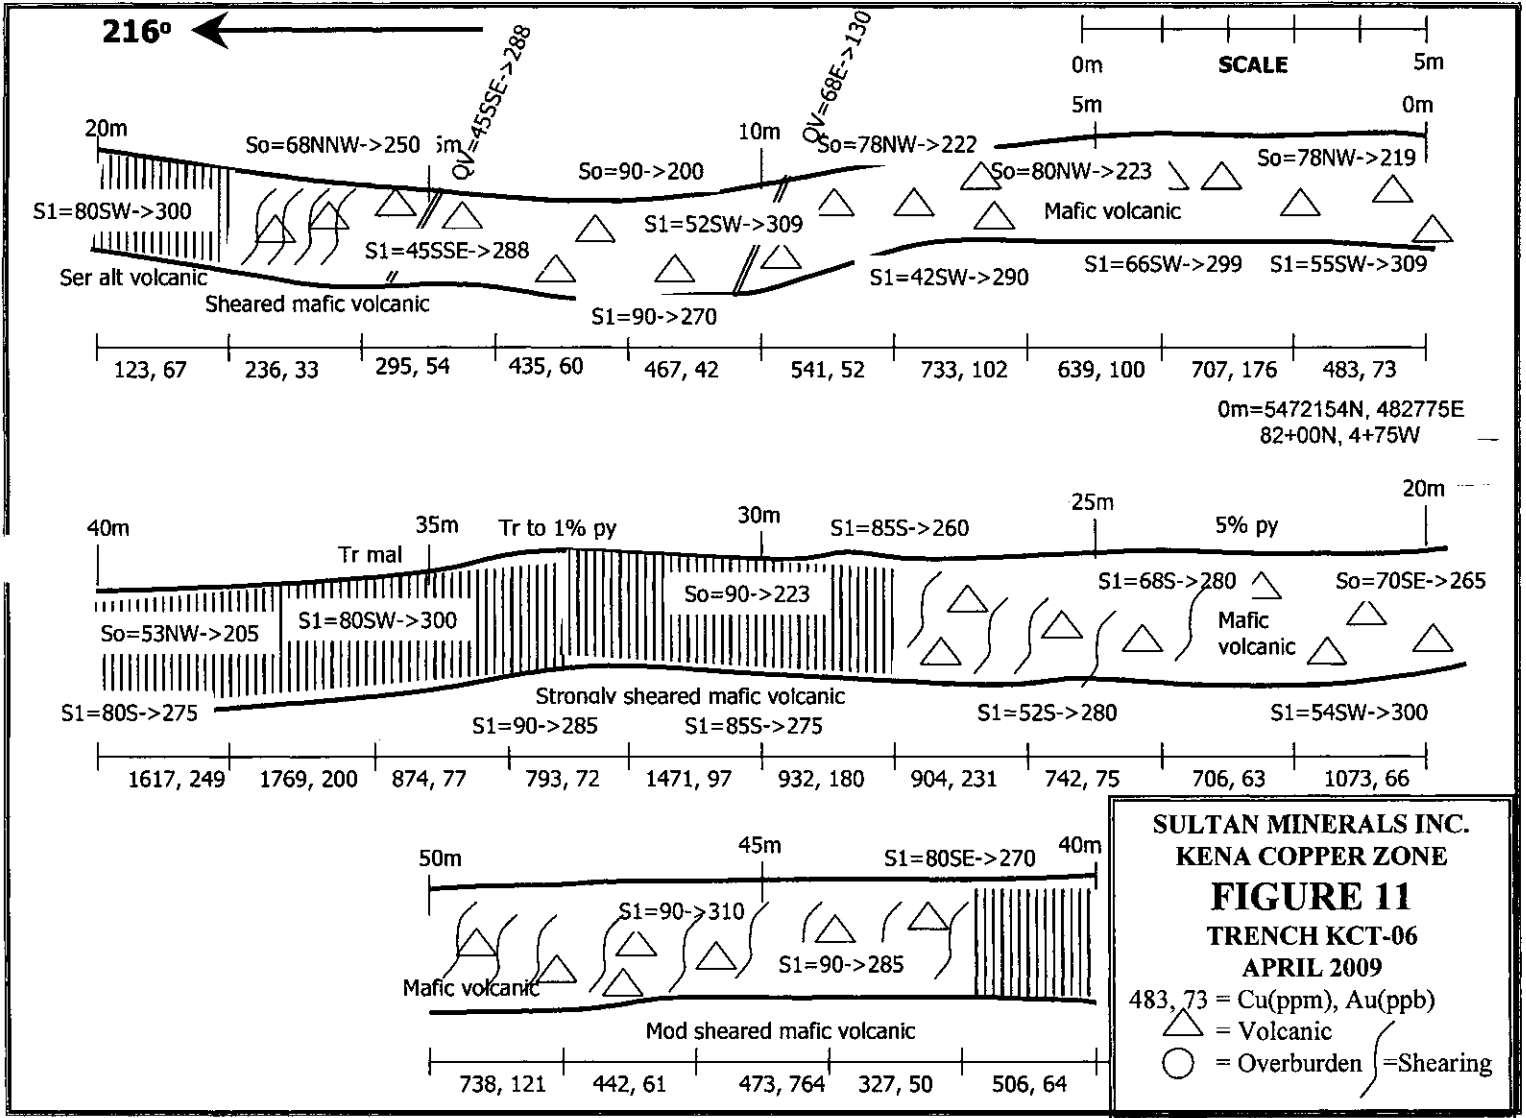 216º
QV=45SSE->288
QV=68E->130
0m SCALE 5m
20m
So=68NNW->250
5m
So=90->200
10m
So=78NW->222
5m
0m
So=80NW->223
So=78NW->219
S1=80SW->300
S1=45SSE->288
S1=52SW->309
Mafic volcanic
Ser alt volcanic
Sheared mafic volcanic
S1=90->270
S1=42SW->290
S1=66SW->299
S1=55SW->309
123, 67
236, 33
295, 54
435, 60
467, 42
541, 52
733, 102
639, 100
707, 176
483, 73
0m=5472154N, 482775E
82+00N, 4+75W
40m
Tr mal
35m
Tr to 1% py
30m
S1=85S->260
25m
5% py
20m
So=53NW->205
S1=80SW->300
So=90->223
S1=68S->280
Mafic
volcanic
So=70SE->265
S1=80S->275
Strongly sheared mafic volcanic
S1=90->285
S1=85S->275
S1=52S->280
S1=54SW->300
1617, 249
1769, 200
874, 77
793, 72
1471, 97
932, 180
904, 231
742, 75
706, 63
1073, 66
50m
45m
S1=80SE->270
40m
S1=90->310
S1=90->285
Mafic volcanic
Mod sheared mafic volcanic
738, 121
442, 61
473, 764
327, 50
506, 64
SULTAN MINERALS INC.
KENA COPPER ZONE
FIGURE 11
TRENCH KCT-06
APRIL 2009
483, 73 = Cu(ppm), Au(ppb)
= Volcanic
= Overburden
=Shearing